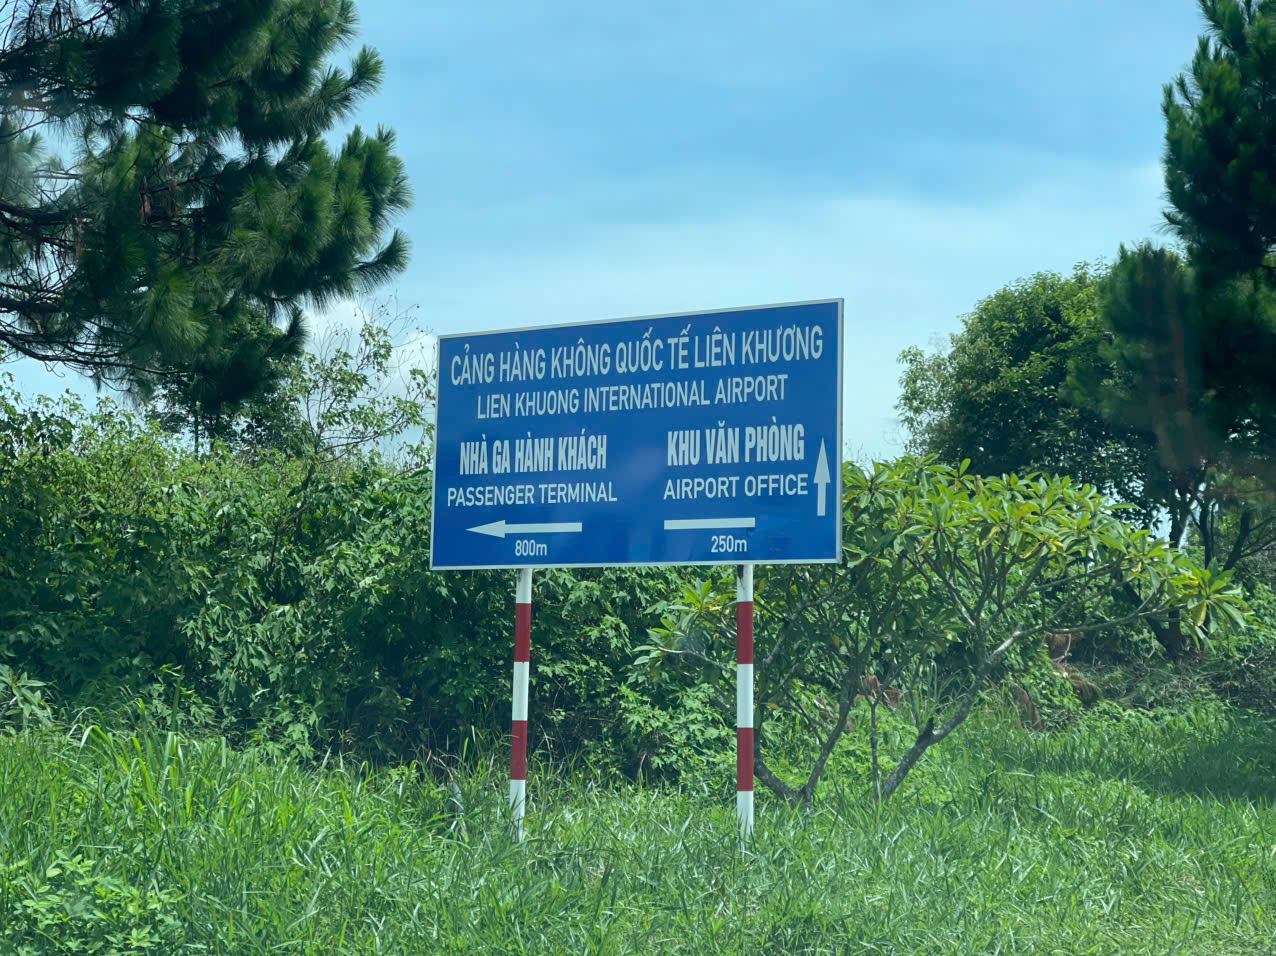 CẢNG HÀNG KHÔNG QUỐC TẾ LIÊN KHƯƠNG
LIEN KHUONG INTERNATIONAL AIRPORT
NHÀ GA HÀNH KHÁCH
PASSENGER TERMINAL
800m
KHU VĂN PHÒNG
AIRPORT OFFICE
250m